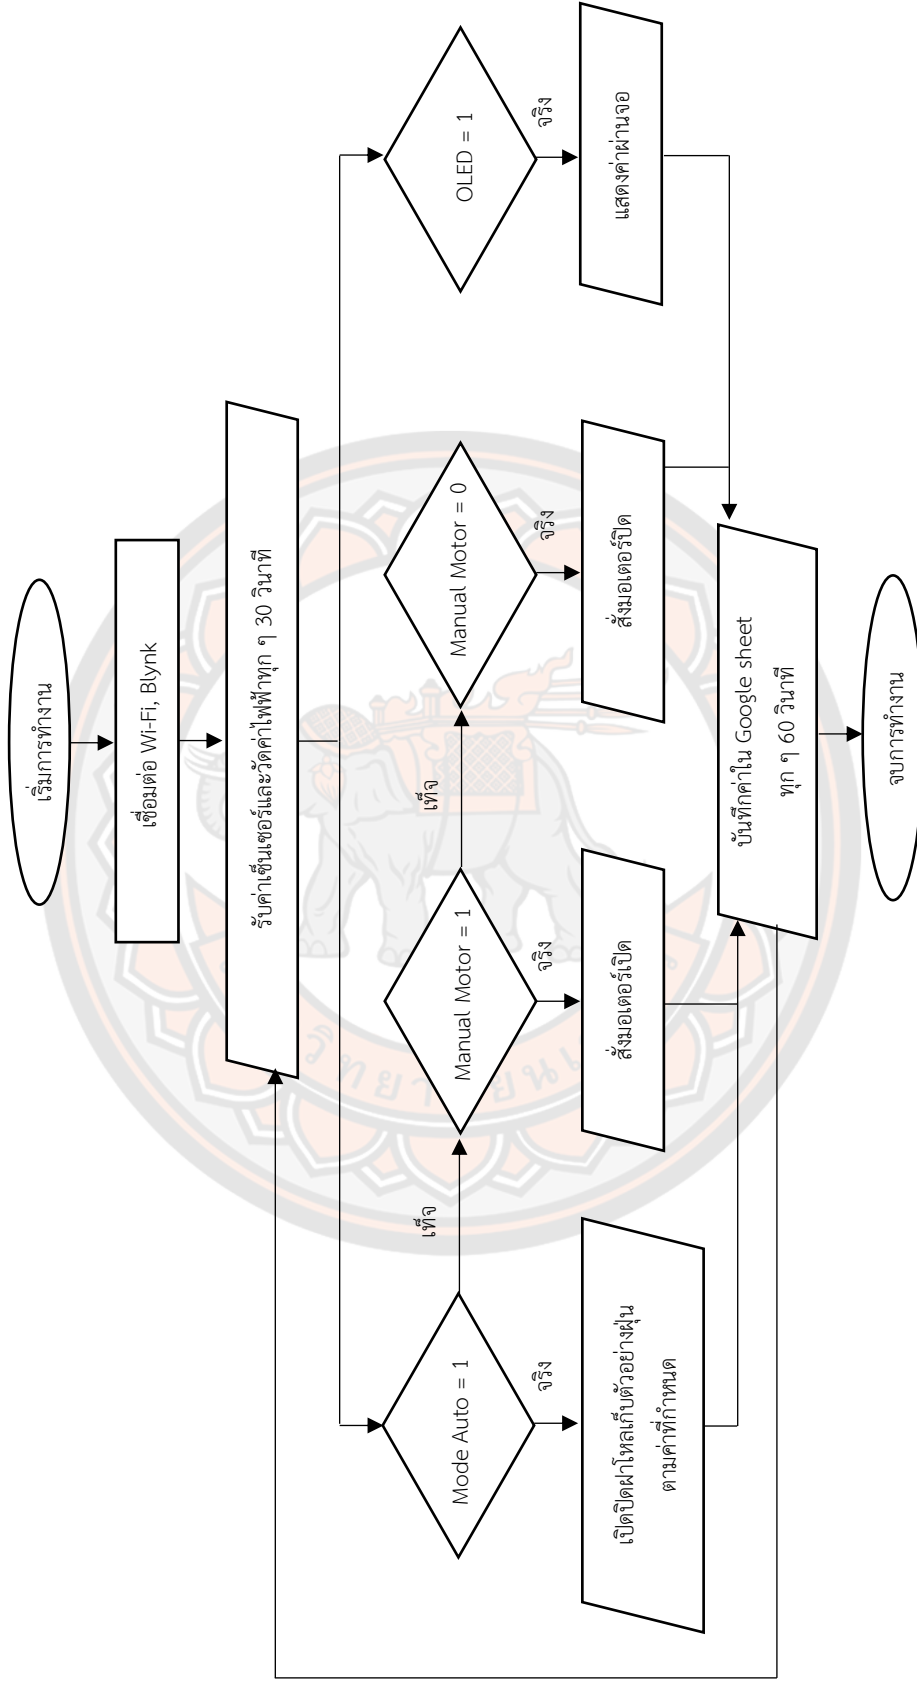 เริ่มการทำงาน
เชื่อมต่อ Wi-Fi, Blynk
รับค่าเซ็นเซอร์และวัดค่าไฟฟ้าทุก ๆ 30 วินาที
Mode Auto = 1
เท็จ
Manual Motor = 1
เท็จ
Manual Motor = 0
OLED = 1
จริง
จริง
จริง
จริง
เปิดปิดฝาโหลเก็บตัวอย่างฝุ่น
ตามค่าที่กำหนด
สั่งมอเตอร์เปิด
สั่งมอเตอร์ปิด
แสดงค่าผ่านจอ
บันทึกค่าใน Google sheet
ทุก ๆ 60 วินาที
จบการทำงาน